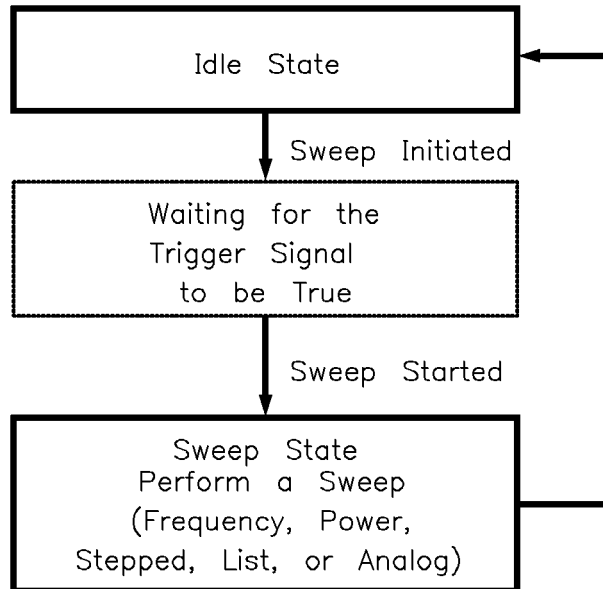 Idle State
Sweep Initiated
Waiting for the
Trigger Signal
to be True
Sweep Started
Sweep State
Perform a Sweep
(Frequency, Power,
Stepped, List, or Analog)